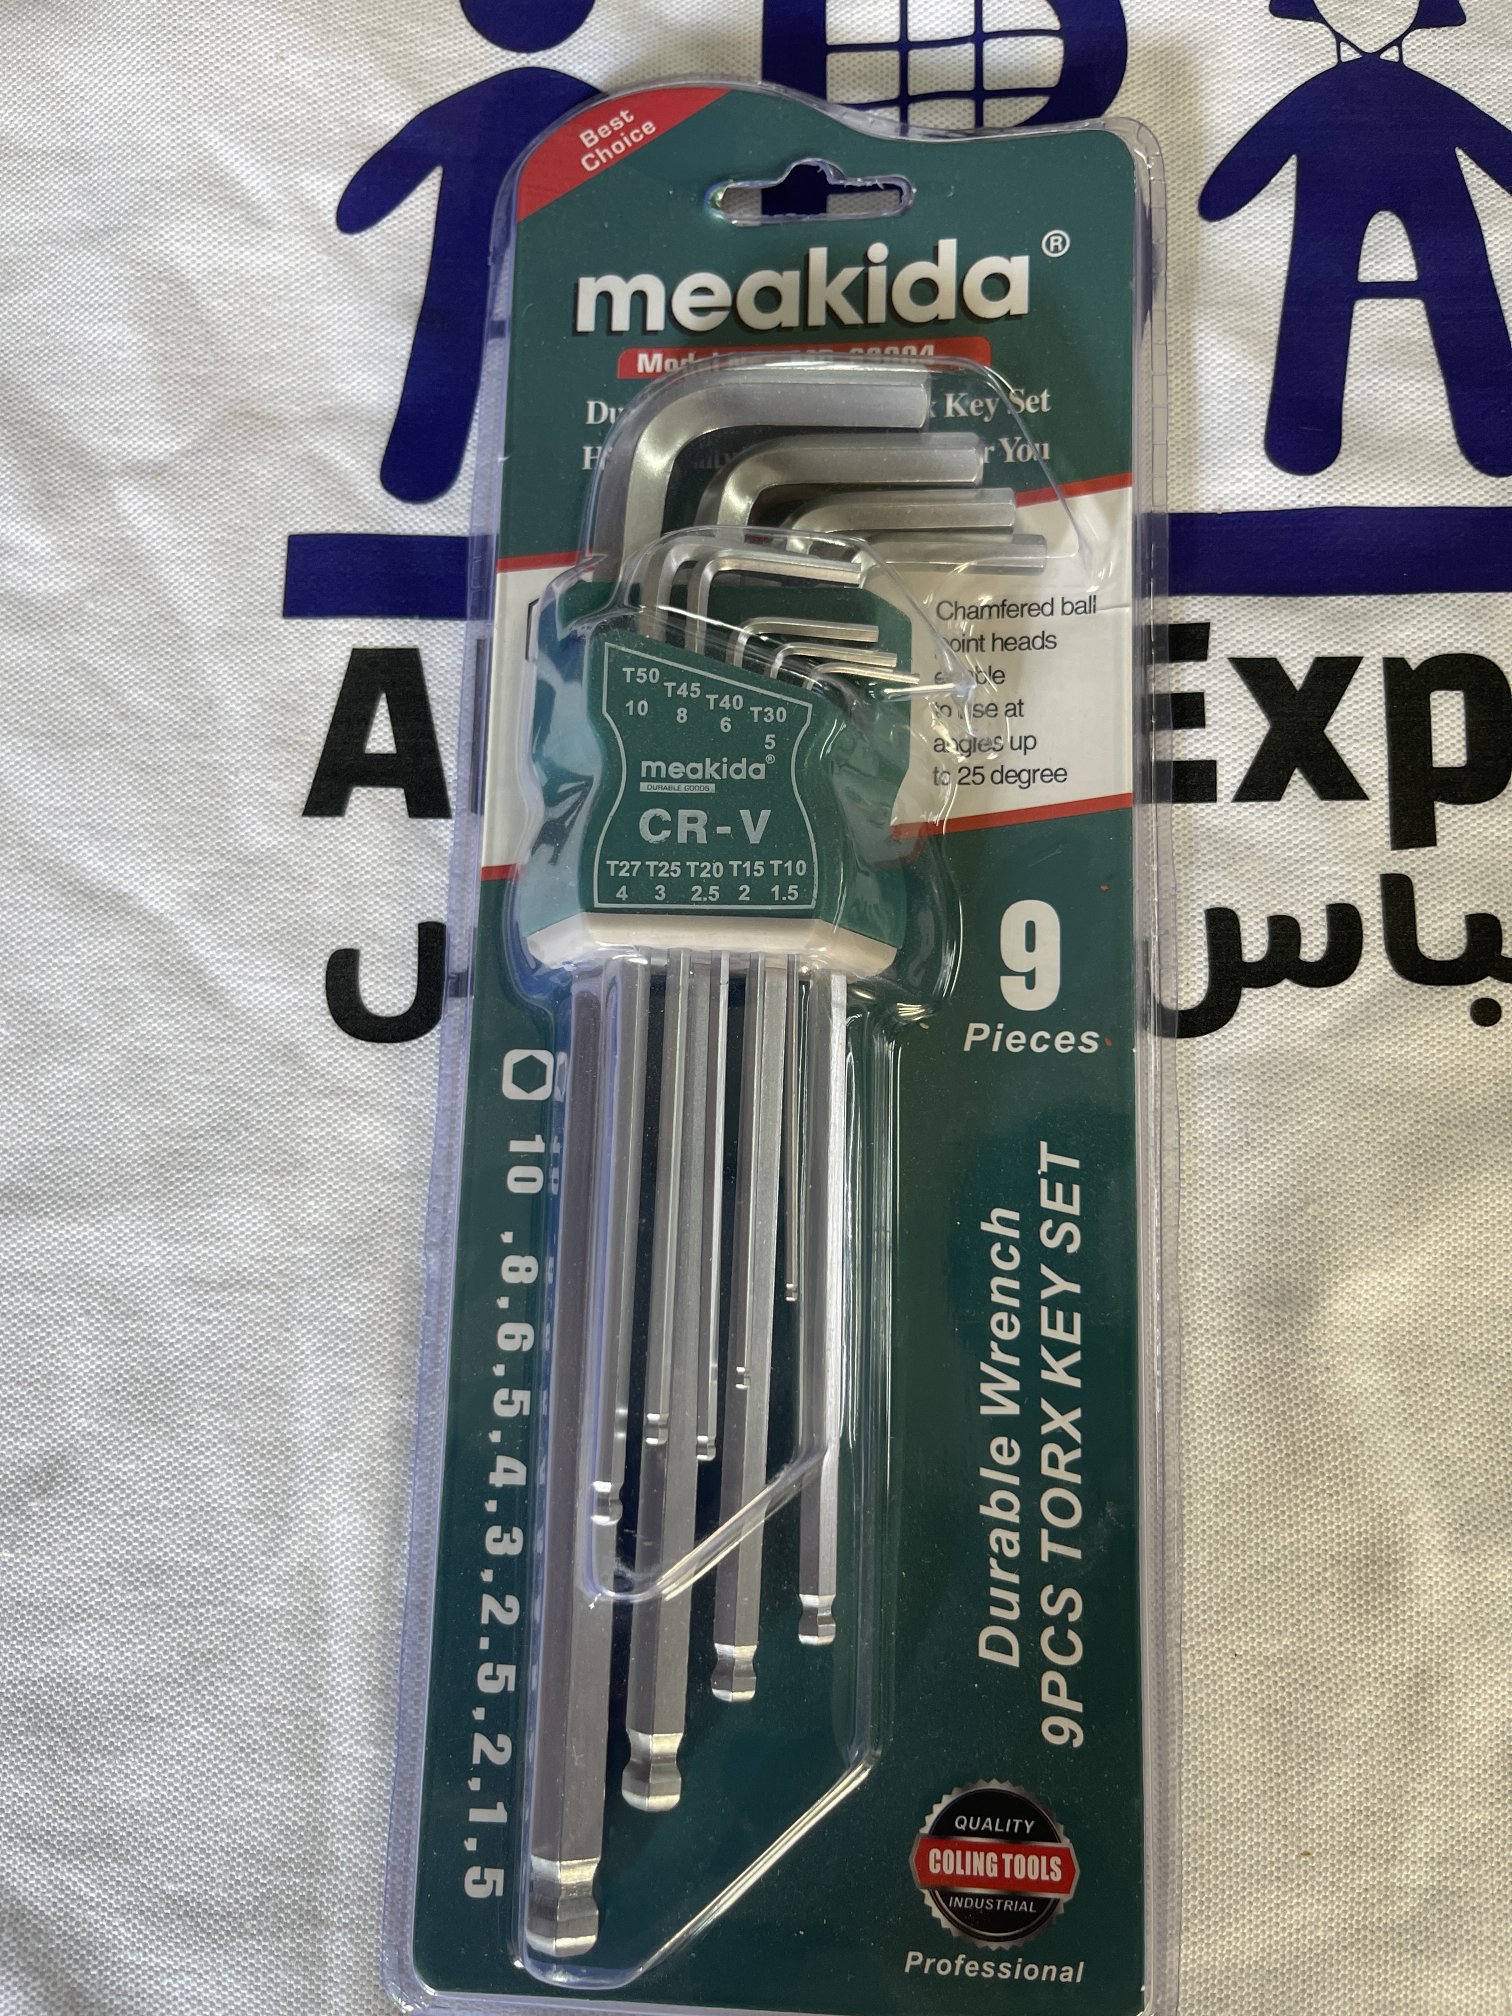 Best
Choice
meakida®
Key Set
You
Chamfered ball
point heads
to use at
angles up
to 25 degree
T50 T45 T40 T30
10 8 6 5
meakida®
DURABLE GOODS
CR-V
T27 T25 T20 T15 T10
4 3 2.5 2 1.5
9
Pieces
10.8.6.5.4.3.2.5.2,1,5
Durable Wrench
9PCS TORX KEY SET
QUALITY
COLING TOOLS
INDUSTRIAL
Professional
A
Exp